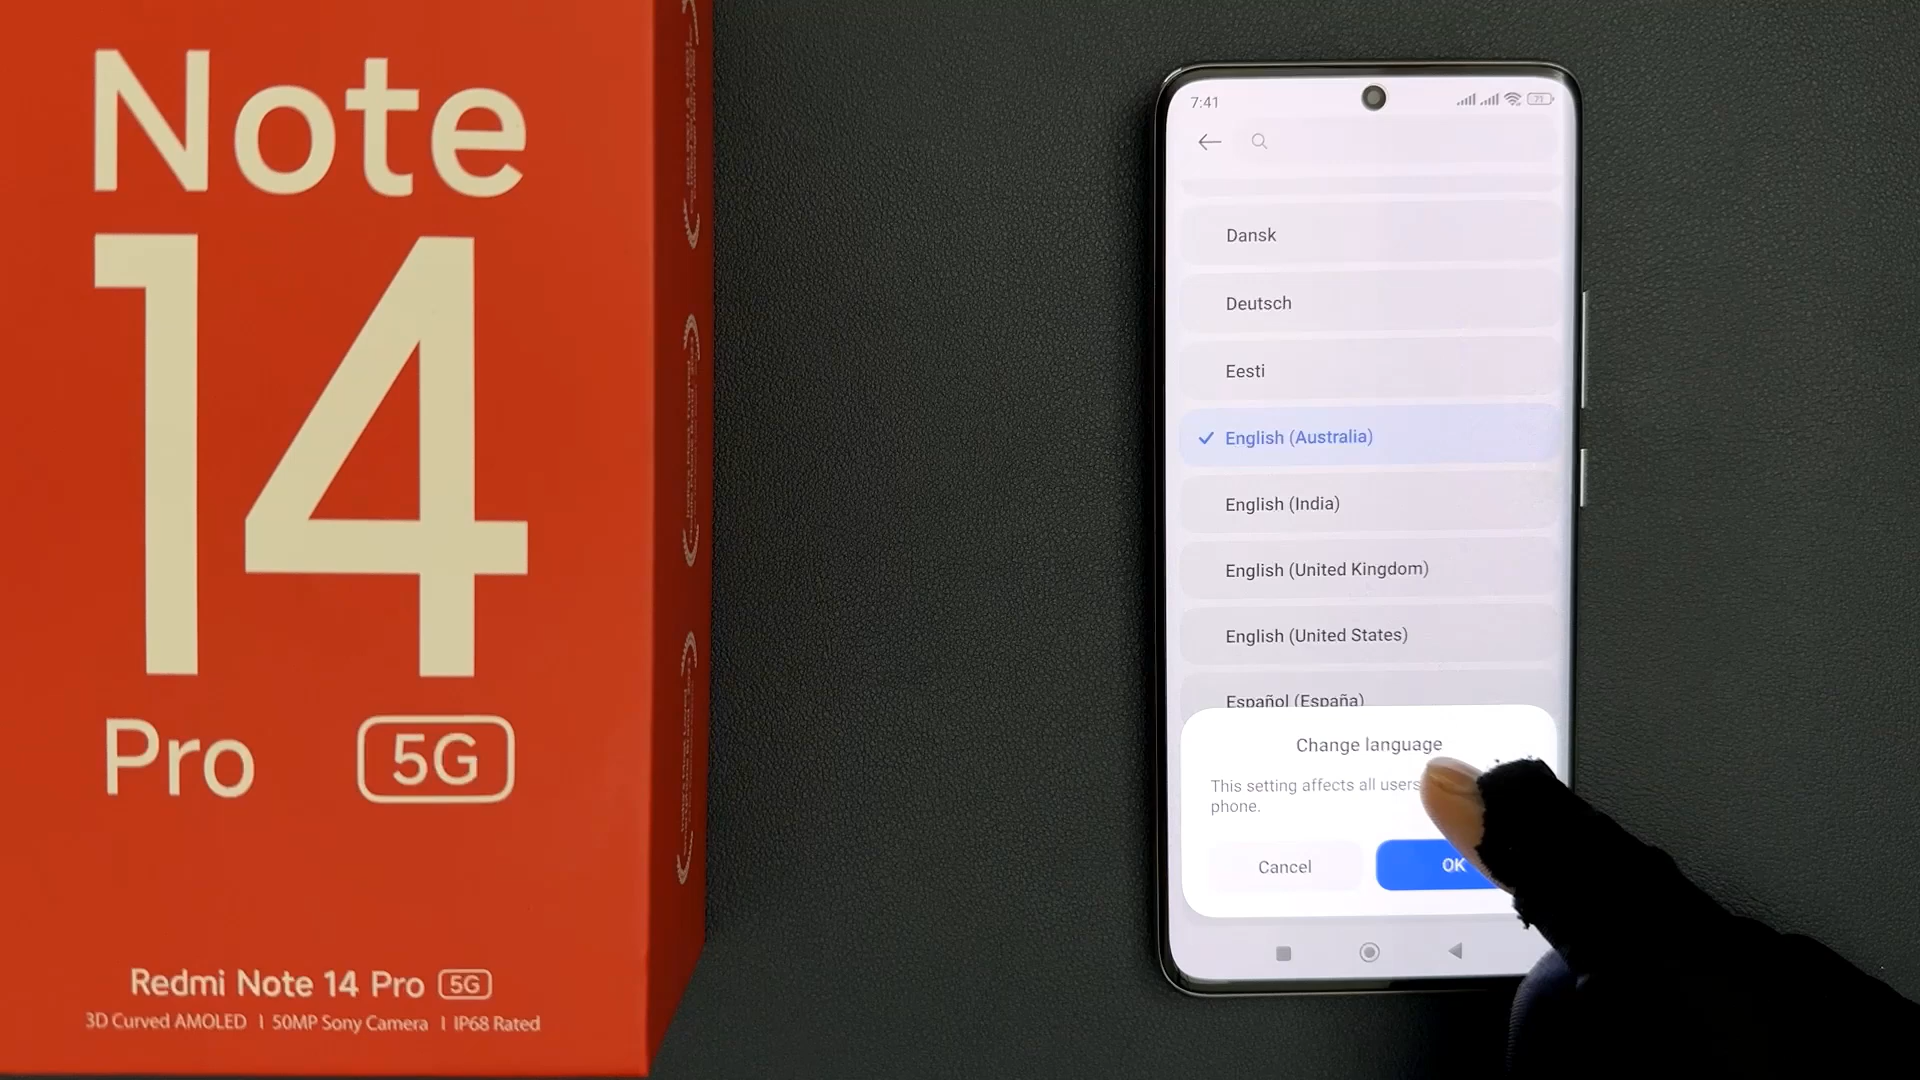 Note
14
Pro 5G
Redmi Note 14 Pro 5G
3D Curved AMOLED | 50MP Sony Camera | IP68 Rated
7:41
71
Dansk
Deutsch
Eesti
English (Australia)
English (India)
English (United Kingdom)
English (United States)
Español (España)
Change language
This setting affects all users
phone.
Cancel
OK